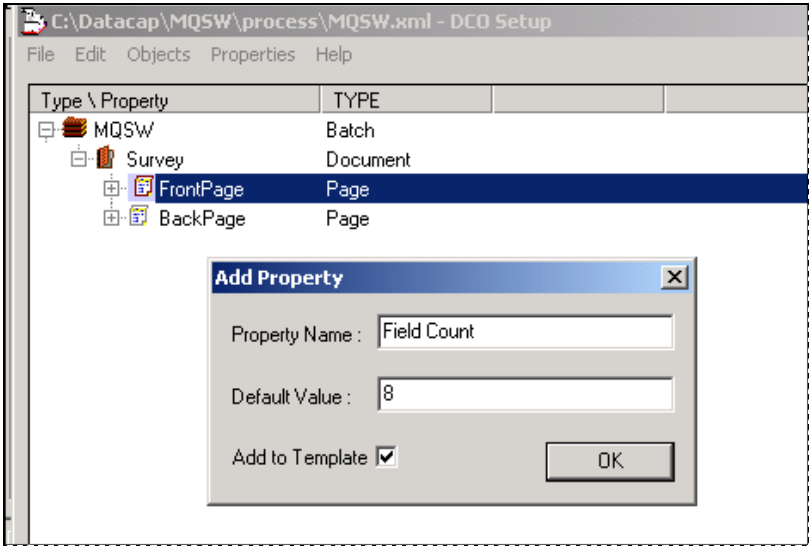 C:\Datacap\MQSW\process\MQSW.xml - DCO Setup
File Edit Objects Properties Help
Type \ Property TYPE
MQSW Batch
Survey Document
FrontPage Page
BackPage Page
Add Property
Property Name : Field Count
Default Value : 8
Add to Template
OK